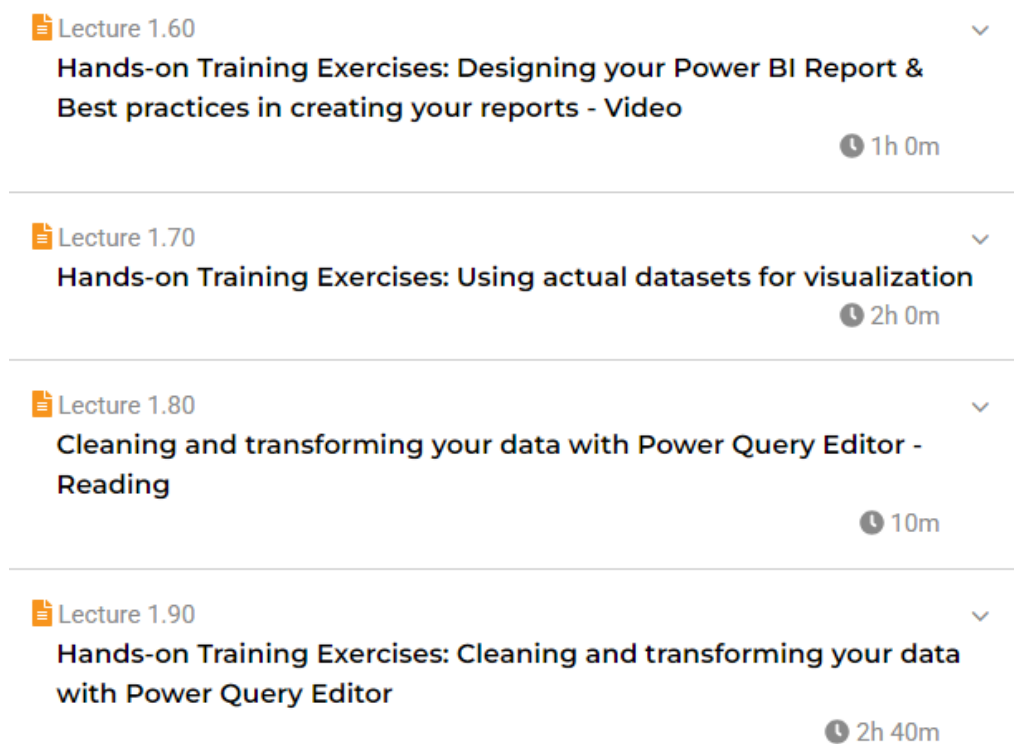 Lecture 1.60
Hands-on Training Exercises: Designing your Power BI Report &
Best practices in creating your reports - Video
1h 0m
Lecture 1.70
Hands-on Training Exercises: Using actual datasets for visualization
2h 0m
Lecture 1.80
Cleaning and transforming your data with Power Query Editor -
Reading
10m
Lecture 1.90
Hands-on Training Exercises: Cleaning and transforming your data
with Power Query Editor
2h 40m